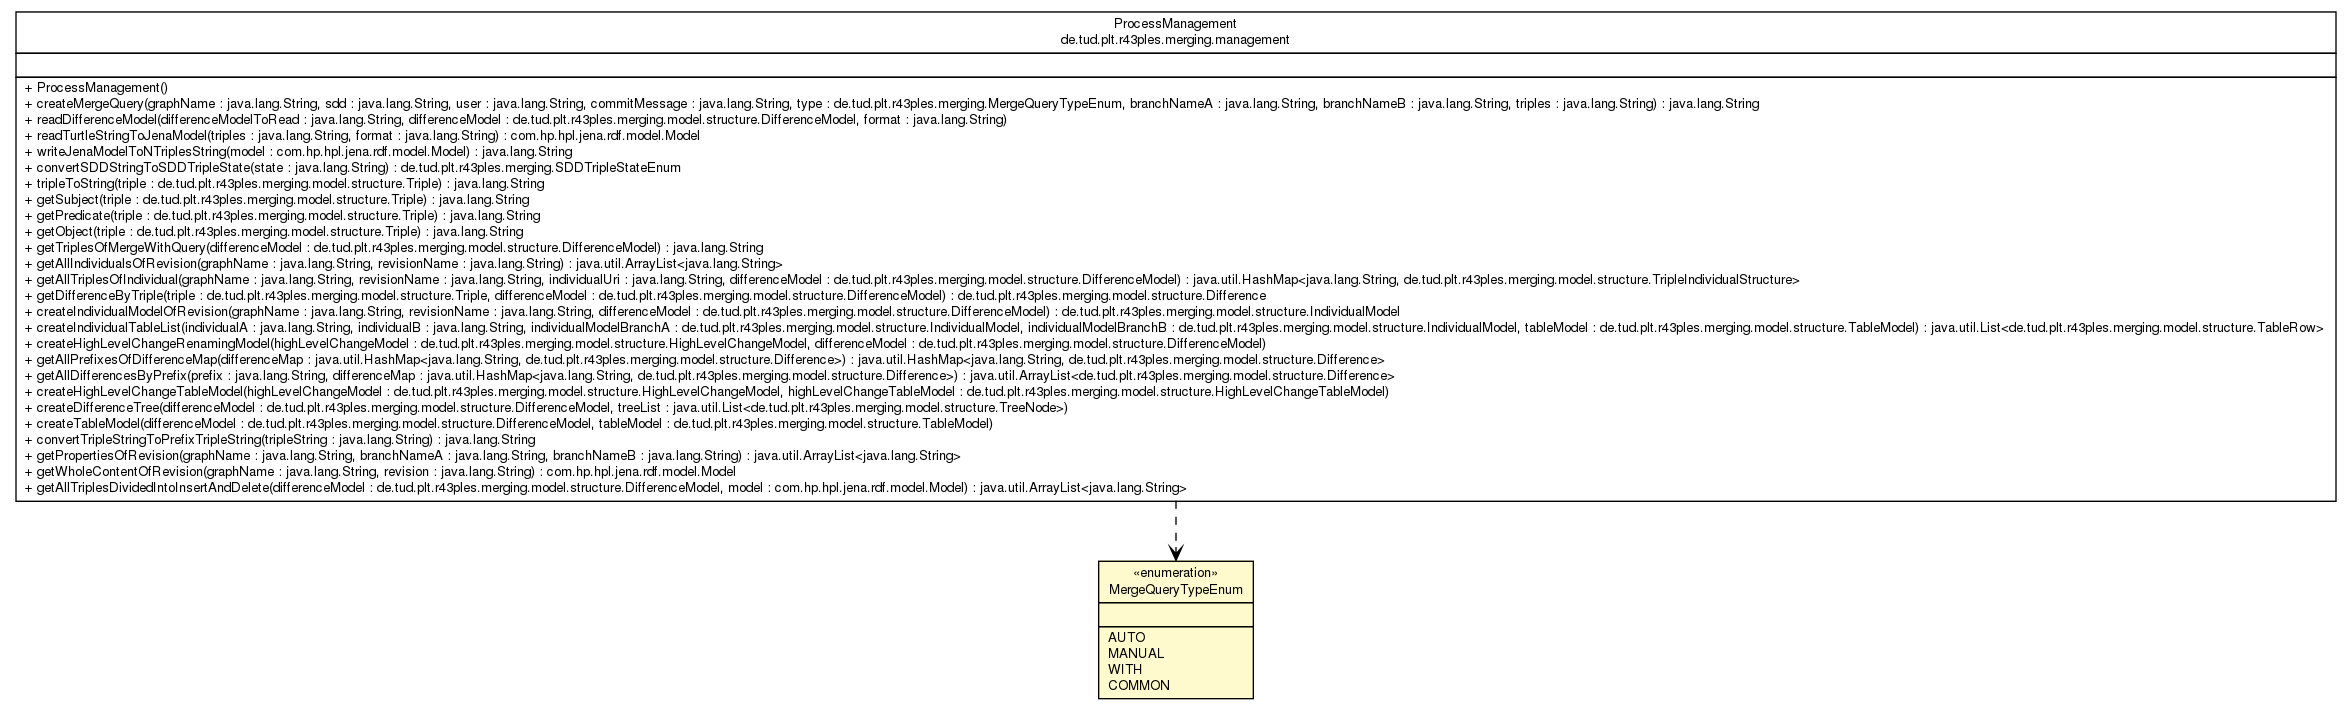 ProcessManagement
de.tud.plt.r43ples.merging.management
+ ProcessManagement()
+ createMergeQuery(graphName : java.lang.String, sdd : java.lang.String, user : java.lang.String, commitMessage : java.lang.String, type : de.tud.plt.r43ples.merging.MergeQueryTypeEnum, branchNameA : java.lang.String, branchNameB : java.lang.String, triples : java.lang.String) : java.lang.String
+ readDifferenceModel(differenceModelToRead : java.lang.String, differenceModel : de.tud.plt.r43ples.merging.model.structure.DifferenceModel, format : java.lang.String)
+ readTurtleStringToJenaModel(triples : java.lang.String, format : java.lang.String) : com.hp.hpl.jena.rdf.model.Model
+ writeJenaModelToNTriplesString(model : com.hp.hpl.jena.rdf.model.Model) : java.lang.String
+ convertSDDStringToSDDTripleState(state : java.lang.String) : de.tud.plt.r43ples.merging.SDDTripleStateEnum
+ tripleToString(triple : de.tud.plt.r43ples.merging.model.structure.Triple) : java.lang.String
+ getSubject(triple : de.tud.plt.r43ples.merging.model.structure.Triple) : java.lang.String
+ getPredicate(triple : de.tud.plt.r43ples.merging.model.structure.Triple) : java.lang.String
+ getObject(triple : de.tud.plt.r43ples.merging.model.structure.Triple) : java.lang.String
+ getTriplesOfMergeWithQuery(differenceModel : de.tud.plt.r43ples.merging.model.structure.DifferenceModel) : java.lang.String
+ getAllIndividualsOfRevision(graphName : java.lang.String, revisionName : java.lang.String) : java.util.ArrayList<java.lang.String>
+ getAllTriplesOfIndividual(graphName : java.lang.String, revisionName : java.lang.String, individualUri : java.lang.String, differenceModel : de.tud.plt.r43ples.merging.model.structure.DifferenceModel) : java.util.HashMap<java.lang.String, de.tud.plt.r43ples.merging.model.structure.TripleIndividualStructure>
+ getDifferenceByTriple(triple : de.tud.plt.r43ples.merging.model.structure.Triple, differenceModel : de.tud.plt.r43ples.merging.model.structure.DifferenceModel) : de.tud.plt.r43ples.merging.model.structure.Difference
+ createIndividualModelOfRevision(graphName : java.lang.String, revisionName : java.lang.String, differenceModel : de.tud.plt.r43ples.merging.model.structure.DifferenceModel) : de.tud.plt.r43ples.merging.model.structure.IndividualModel
+ createIndividualTableList(individualA : java.lang.String, individualB : java.lang.String, individualModelBranchA : de.tud.plt.r43ples.merging.model.structure.IndividualModel, individualModelBranchB : de.tud.plt.r43ples.merging.model.structure.IndividualModel, tableModel : de.tud.plt.r43ples.merging.model.structure.TableModel) : java.util.List<de.tud.plt.r43ples.merging.model.structure.TableRow>
+ createHighLevelChangeRenamingModel(highLevelChangeModel : de.tud.plt.r43ples.merging.model.structure.HighLevelChangeModel, differenceModel : de.tud.plt.r43ples.merging.model.structure.DifferenceModel)
+ getAllPrefixesOfDifferenceMap(differenceMap : java.util.HashMap<java.lang.String, de.tud.plt.r43ples.merging.model.structure.Difference>) : java.util.HashMap<java.lang.String, de.tud.plt.r43ples.merging.model.structure.Difference>
+ getAllDifferencesByPrefix(prefix : java.lang.String, differenceMap : java.util.HashMap<java.lang.String, de.tud.plt.r43ples.merging.model.structure.Difference>) : java.util.ArrayList<de.tud.plt.r43ples.merging.model.structure.Difference>
+ createHighLevelChangeTableModel(highLevelChangeModel : de.tud.plt.r43ples.merging.model.structure.HighLevelChangeModel, highLevelChangeTableModel : de.tud.plt.r43ples.merging.model.structure.HighLevelChangeTableModel)
+ createDifferenceTree(differenceModel : de.tud.plt.r43ples.merging.model.structure.DifferenceModel, treeList : java.util.List<de.tud.plt.r43ples.merging.model.structure.TreeNode>)
+ createTableModel(differenceModel : de.tud.plt.r43ples.merging.model.structure.DifferenceModel, tableModel : de.tud.plt.r43ples.merging.model.structure.TableModel)
+ convertTripleStringToPrefixTripleString(tripleString : java.lang.String) : java.lang.String
+ getPropertiesOfRevision(graphName : java.lang.String, branchNameA : java.lang.String, branchNameB : java.lang.String) : java.util.ArrayList<java.lang.String>
+ getWholeContentOfRevision(graphName : java.lang.String, revision : java.lang.String) : com.hp.hpl.jena.rdf.model.Model
+ getAllTriplesDividedIntoInsertAndDelete(differenceModel : de.tud.plt.r43ples.merging.model.structure.DifferenceModel, model : com.hp.hpl.jena.rdf.model.Model) : java.util.ArrayList<java.lang.String>
«enumeration»
MergeQueryTypeEnum
AUTO
MANUAL
WITH
COMMON